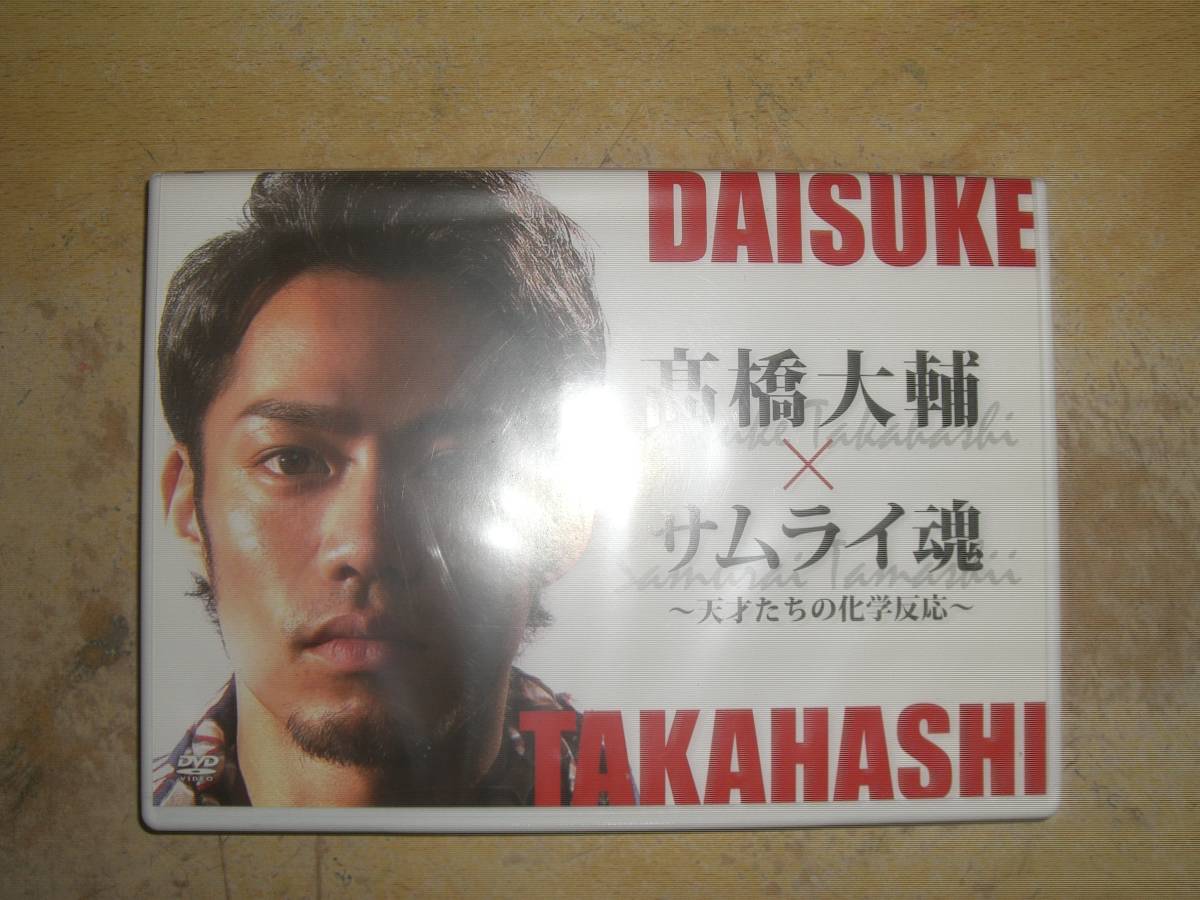 DAISUKE
髙橋大輔
Daisuke Takahashi
×
サムライ魂
Samurai Tamashii
～天才たちの化学反応～
TAKAHASHI
DVD
VIDEO